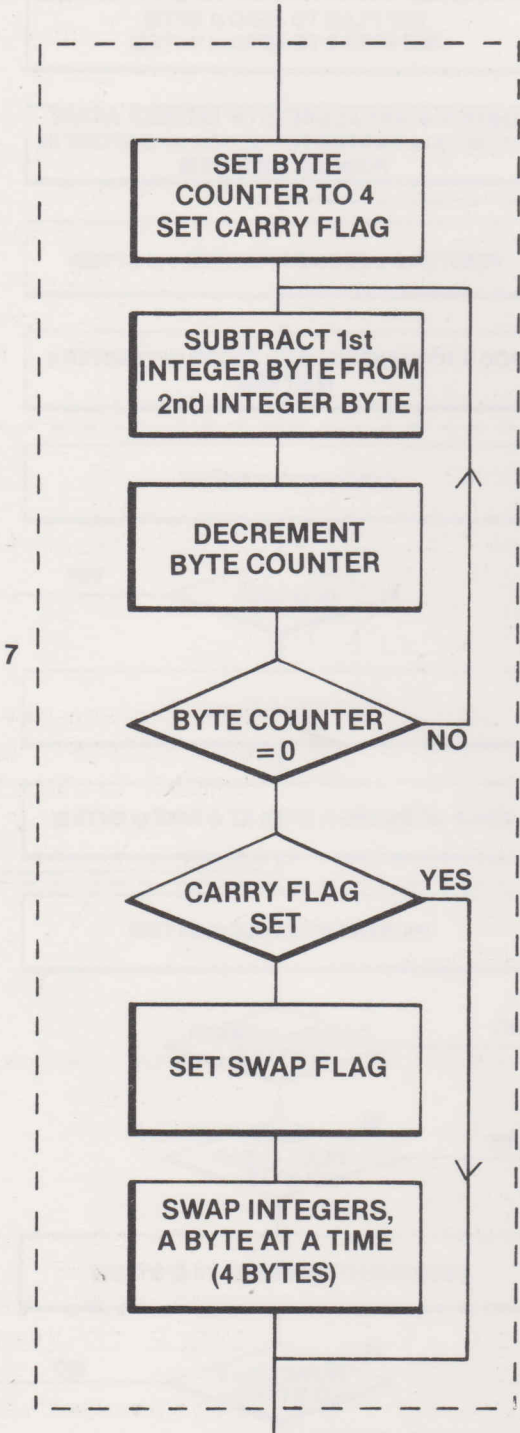 SET BYTE
COUNTER TO 4
SET CARRY FLAG
SUBTRACT 1st
INTEGER BYTE FROM
2nd INTEGER BYTE
DECREMENT
BYTE COUNTER
7
BYTE COUNTER
= 0
NO
CARRY FLAG
SET
YES
SET SWAP FLAG
SWAP INTEGERS,
A BYTE AT A TIME
(4 BYTES)